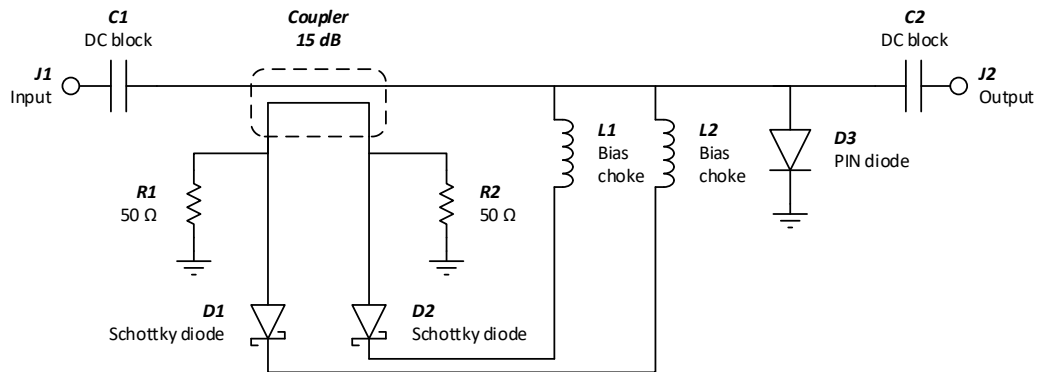 C1
DC block
Coupler
15 dB
C2
DC block
J1
Input
J2
Output
L1
Bias
choke
L2
Bias
choke
D3
PIN diode
R1
50 Ω
R2
50 Ω
D1
Schottky diode
D2
Schottky diode